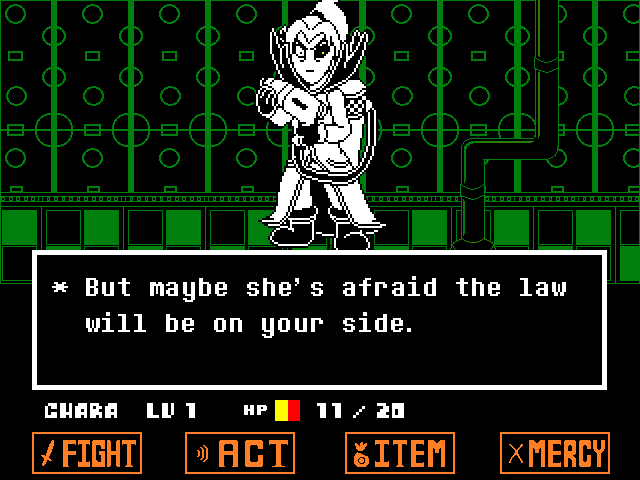 * But maybe she's afraid the law
will be on your side.
CHARA LV 1 HP 11 / 20
FIGHT ACT ITEM MERCY